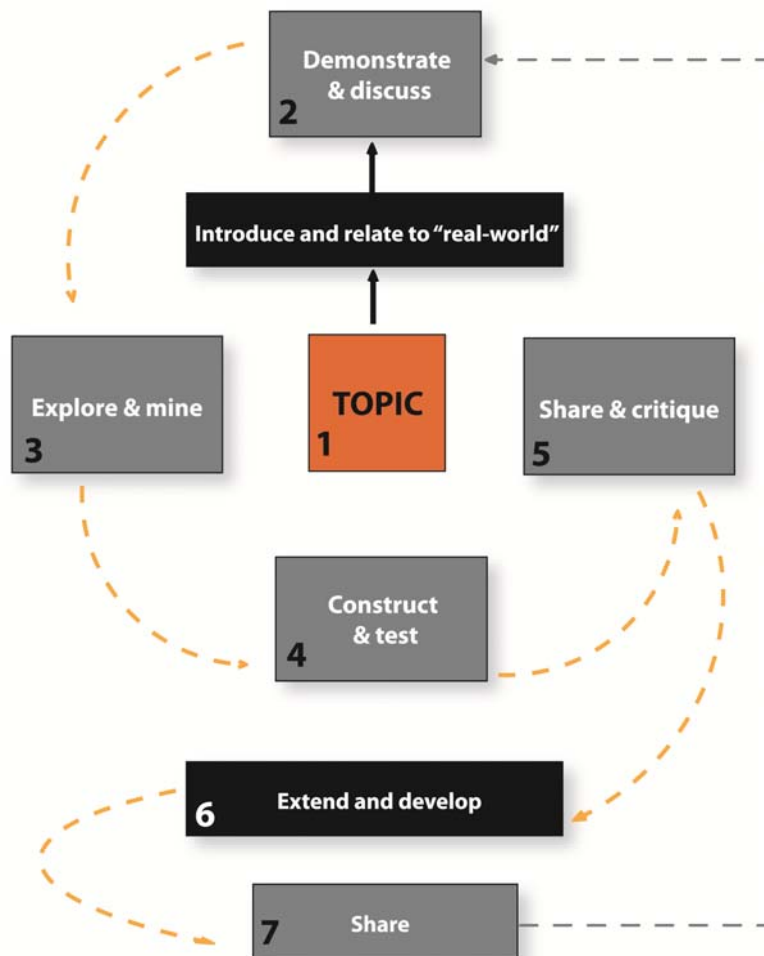 Demonstrate
& discuss
2
Introduce and relate to “real-world”
Explore & mine
3
TOPIC
1
Share & critique
5
Construct
& test
4
Extend and develop
6
Share
7